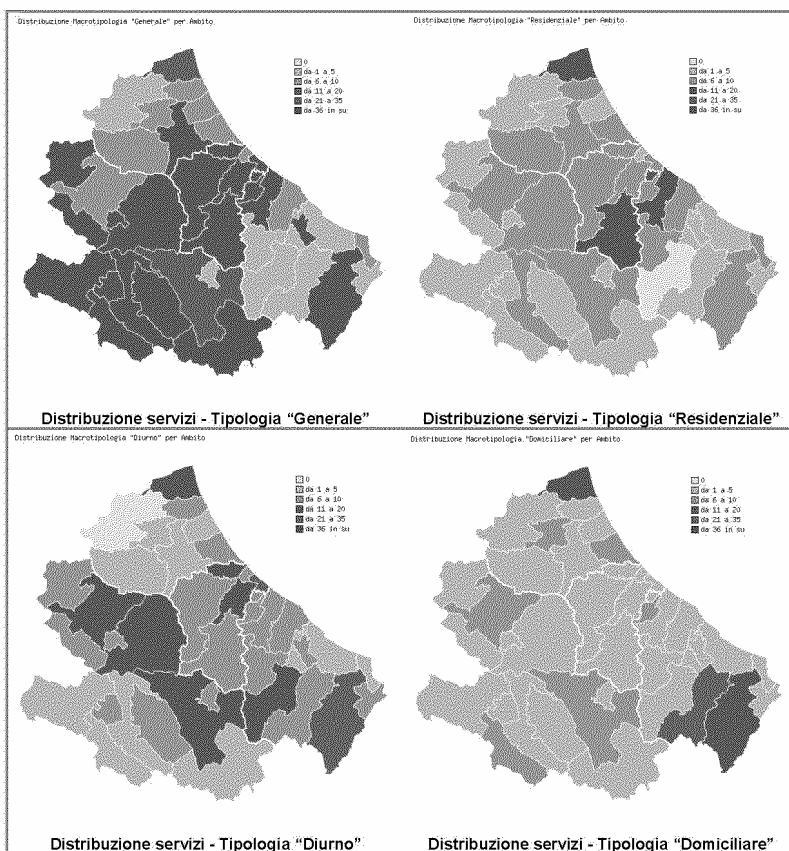 Distribuzione Macrotipologia "Generale" per Ambito
0
da 1 a 5
da 6 a 10
da 11 a 20
da 21 a 35
da 36 in su
Distribuzione servizi - Tipologia “Generale”
Distribuzione Macrotipologia "Residenziale" per Ambito
0
da 1 a 5
da 6 a 10
da 11 a 20
da 21 a 35
da 36 in su
Distribuzione servizi - Tipologia “Residenziale”
Distribuzione Macrotipologia "Diurno" per Ambito
0
da 1 a 5
da 6 a 10
da 11 a 20
da 21 a 35
da 36 in su
Distribuzione servizi - Tipologia “Diurno”
Distribuzione Macrotipologia "Domiciliare" per Ambito
0
da 1 a 5
da 6 a 10
da 11 a 20
da 21 a 35
da 36 in su
Distribuzione servizi - Tipologia “Domiciliare”